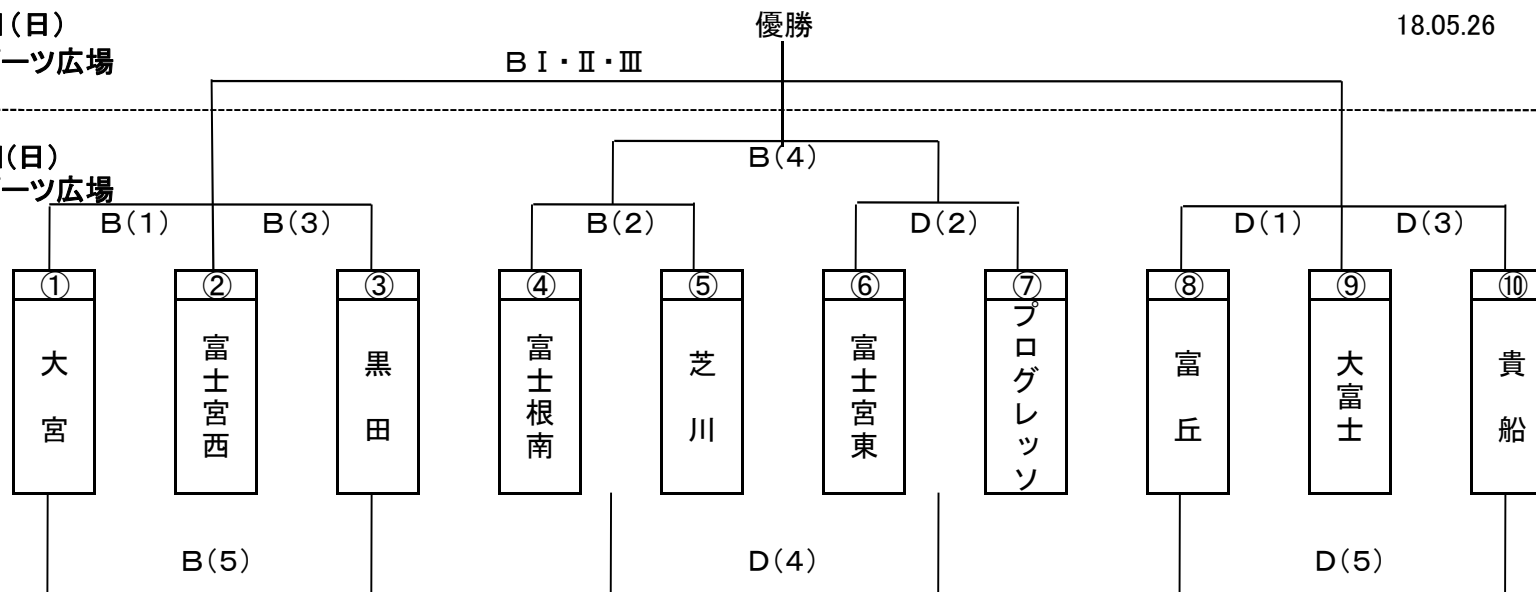 (日) 優勝 18.05.26
ーツ広場 BⅠ・Ⅱ・Ⅲ
(日) B(4)
ーツ広場
B(1) B(3) B(2) D(2) D(1) D(3)
① ② ③ ④ ⑤ ⑥ ⑦ ⑧ ⑨ ⑩
大宮 富士宮西 黒田 富士根南 芝川 富士宮東 プログレッソ 富丘 大富士 貴船
B(5) D(4) D(5)